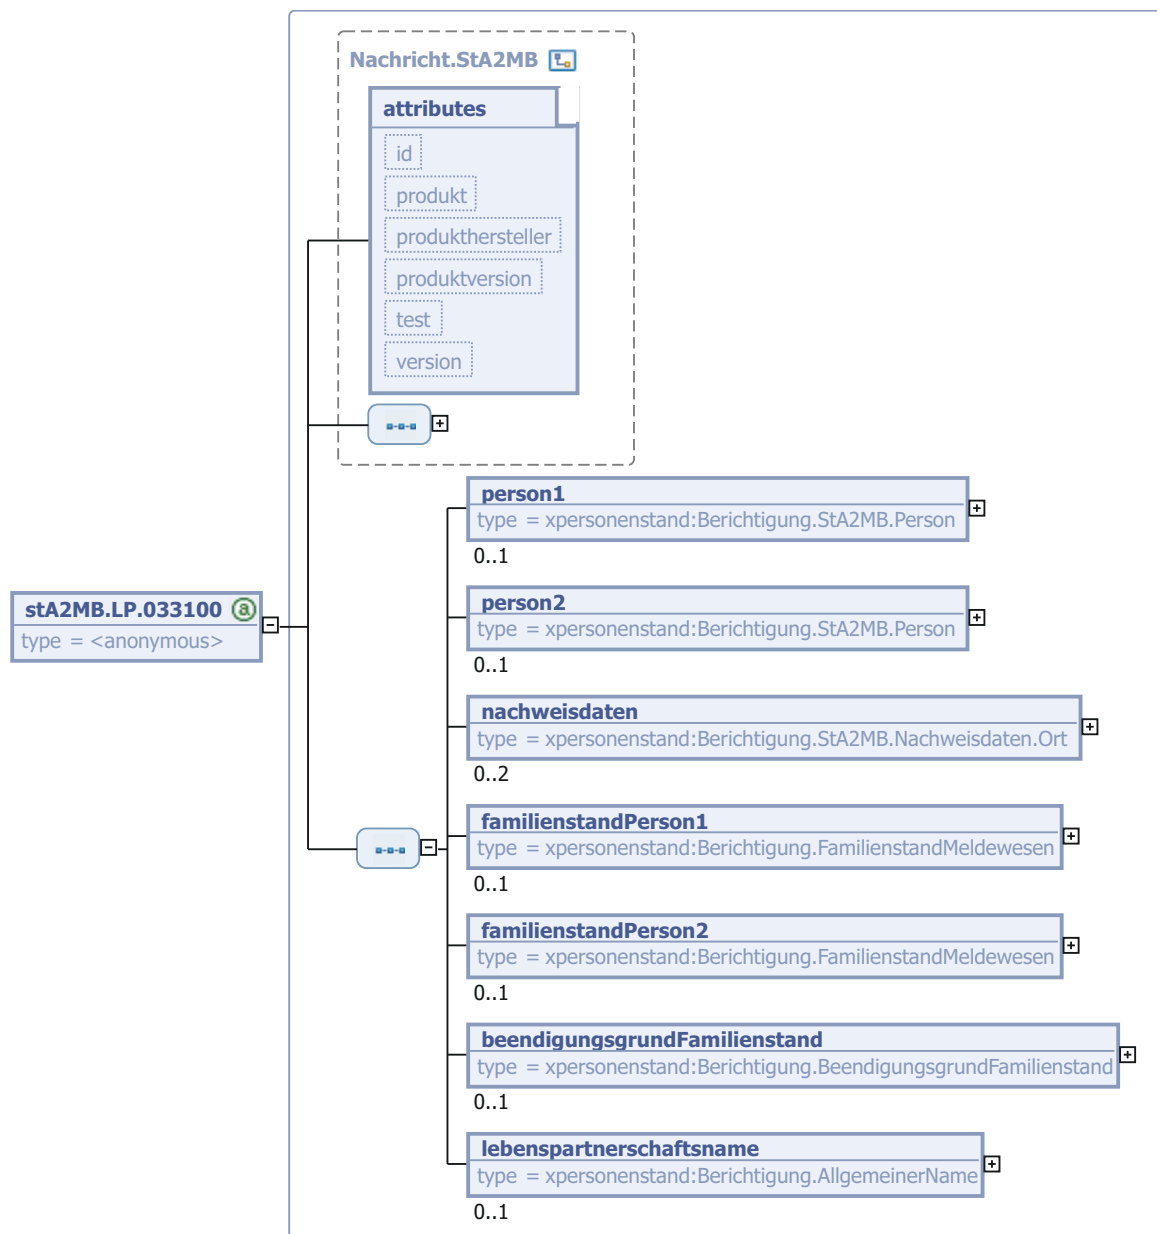 Nachricht.StA2MB
attributes
id
produkt
produkthersteller
produktversion
test
version
stA2MB.LP.033100 @
type = <anonymous>
person1
type = xpersonenstand:Berichtigung.StA2MB.Person
0..1
person2
type = xpersonenstand:Berichtigung.StA2MB.Person
0..1
nachweisdaten
type = xpersonenstand:Berichtigung.StA2MB.Nachweisdaten.Ort
0..2
familienstandPerson1
type = xpersonenstand:Berichtigung.FamilienstandMeldewesen
0..1
familienstandPerson2
type = xpersonenstand:Berichtigung.FamilienstandMeldewesen
0..1
beendigungsgrundFamilienstand
type = xpersonenstand:Berichtigung.BeendigungsgrundFamilienstand
0..1
lebenspartnerschaftsname
type = xpersonenstand:Berichtigung.AllgemeinerName
0..1